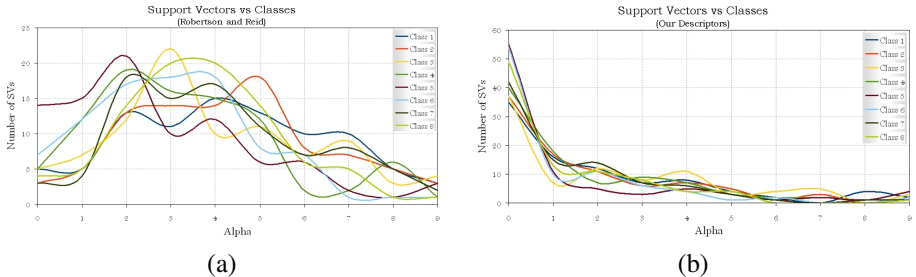 Support Vectors vs Classes
(Robertson and Reid)
Number of SVs
25
20
15
10
5
0
0 1 2 3 4 5 6 7 8 9
Alpha
Class 1
Class 2
Class 3
Class 4
Class 5
Class 6
Class 7
Class 8
(a)
Support Vectors vs Classes
(Our Descriptors)
Number of SVs
60
50
40
30
20
10
0
0 1 2 3 4 5 6 7 8 9
Alpha
Class 1
Class 2
Class 3
Class 4
Class 5
Class 6
Class 7
Class 8
(b)